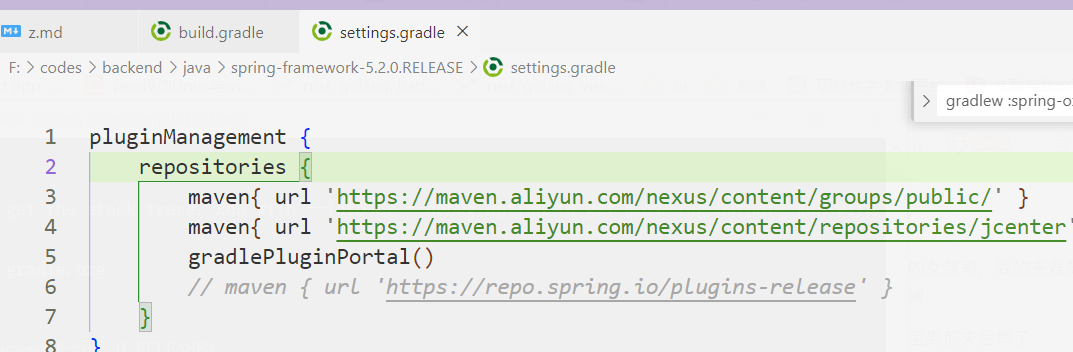 z.md
build.gradle
settings.gradle
F: > codes > backend > java > spring-framework-5.2.0.RELEASE > settings.gradle
gradlew :spring-o
1 pluginManagement {
2 repositories {
3 maven{ url 'https://maven.aliyun.com/nexus/content/groups/public/' }
4 maven{ url 'https://maven.aliyun.com/nexus/content/repositories/jcenter'
5 gradlePluginPortal()
6 // maven { url 'https://repo.spring.io/plugins-release' }
7 }
8 }